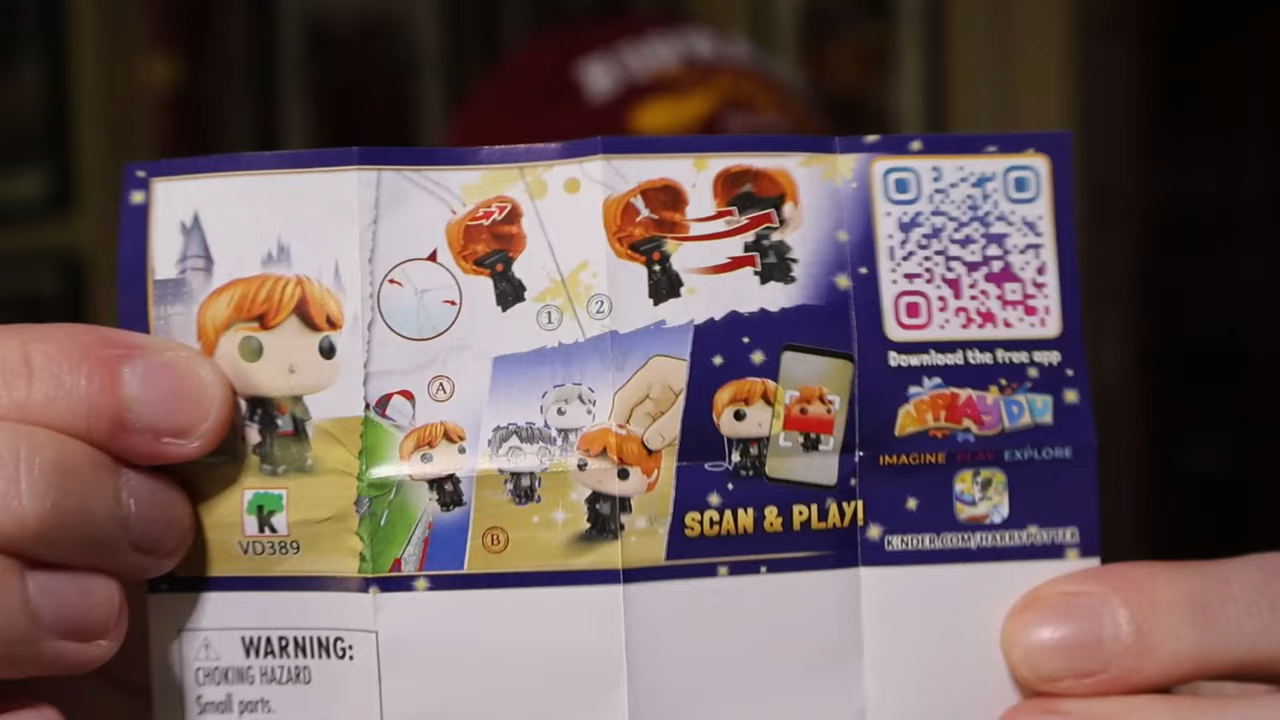 VD389
1
2
A
B
SCAN & PLAY!
Download the free app
APPLAYDU
IMAGINE PLAY EXPLORE
KINDER.COM/HARRYPOTTER
k
WARNING:
CHOKING HAZARD
Small parts.